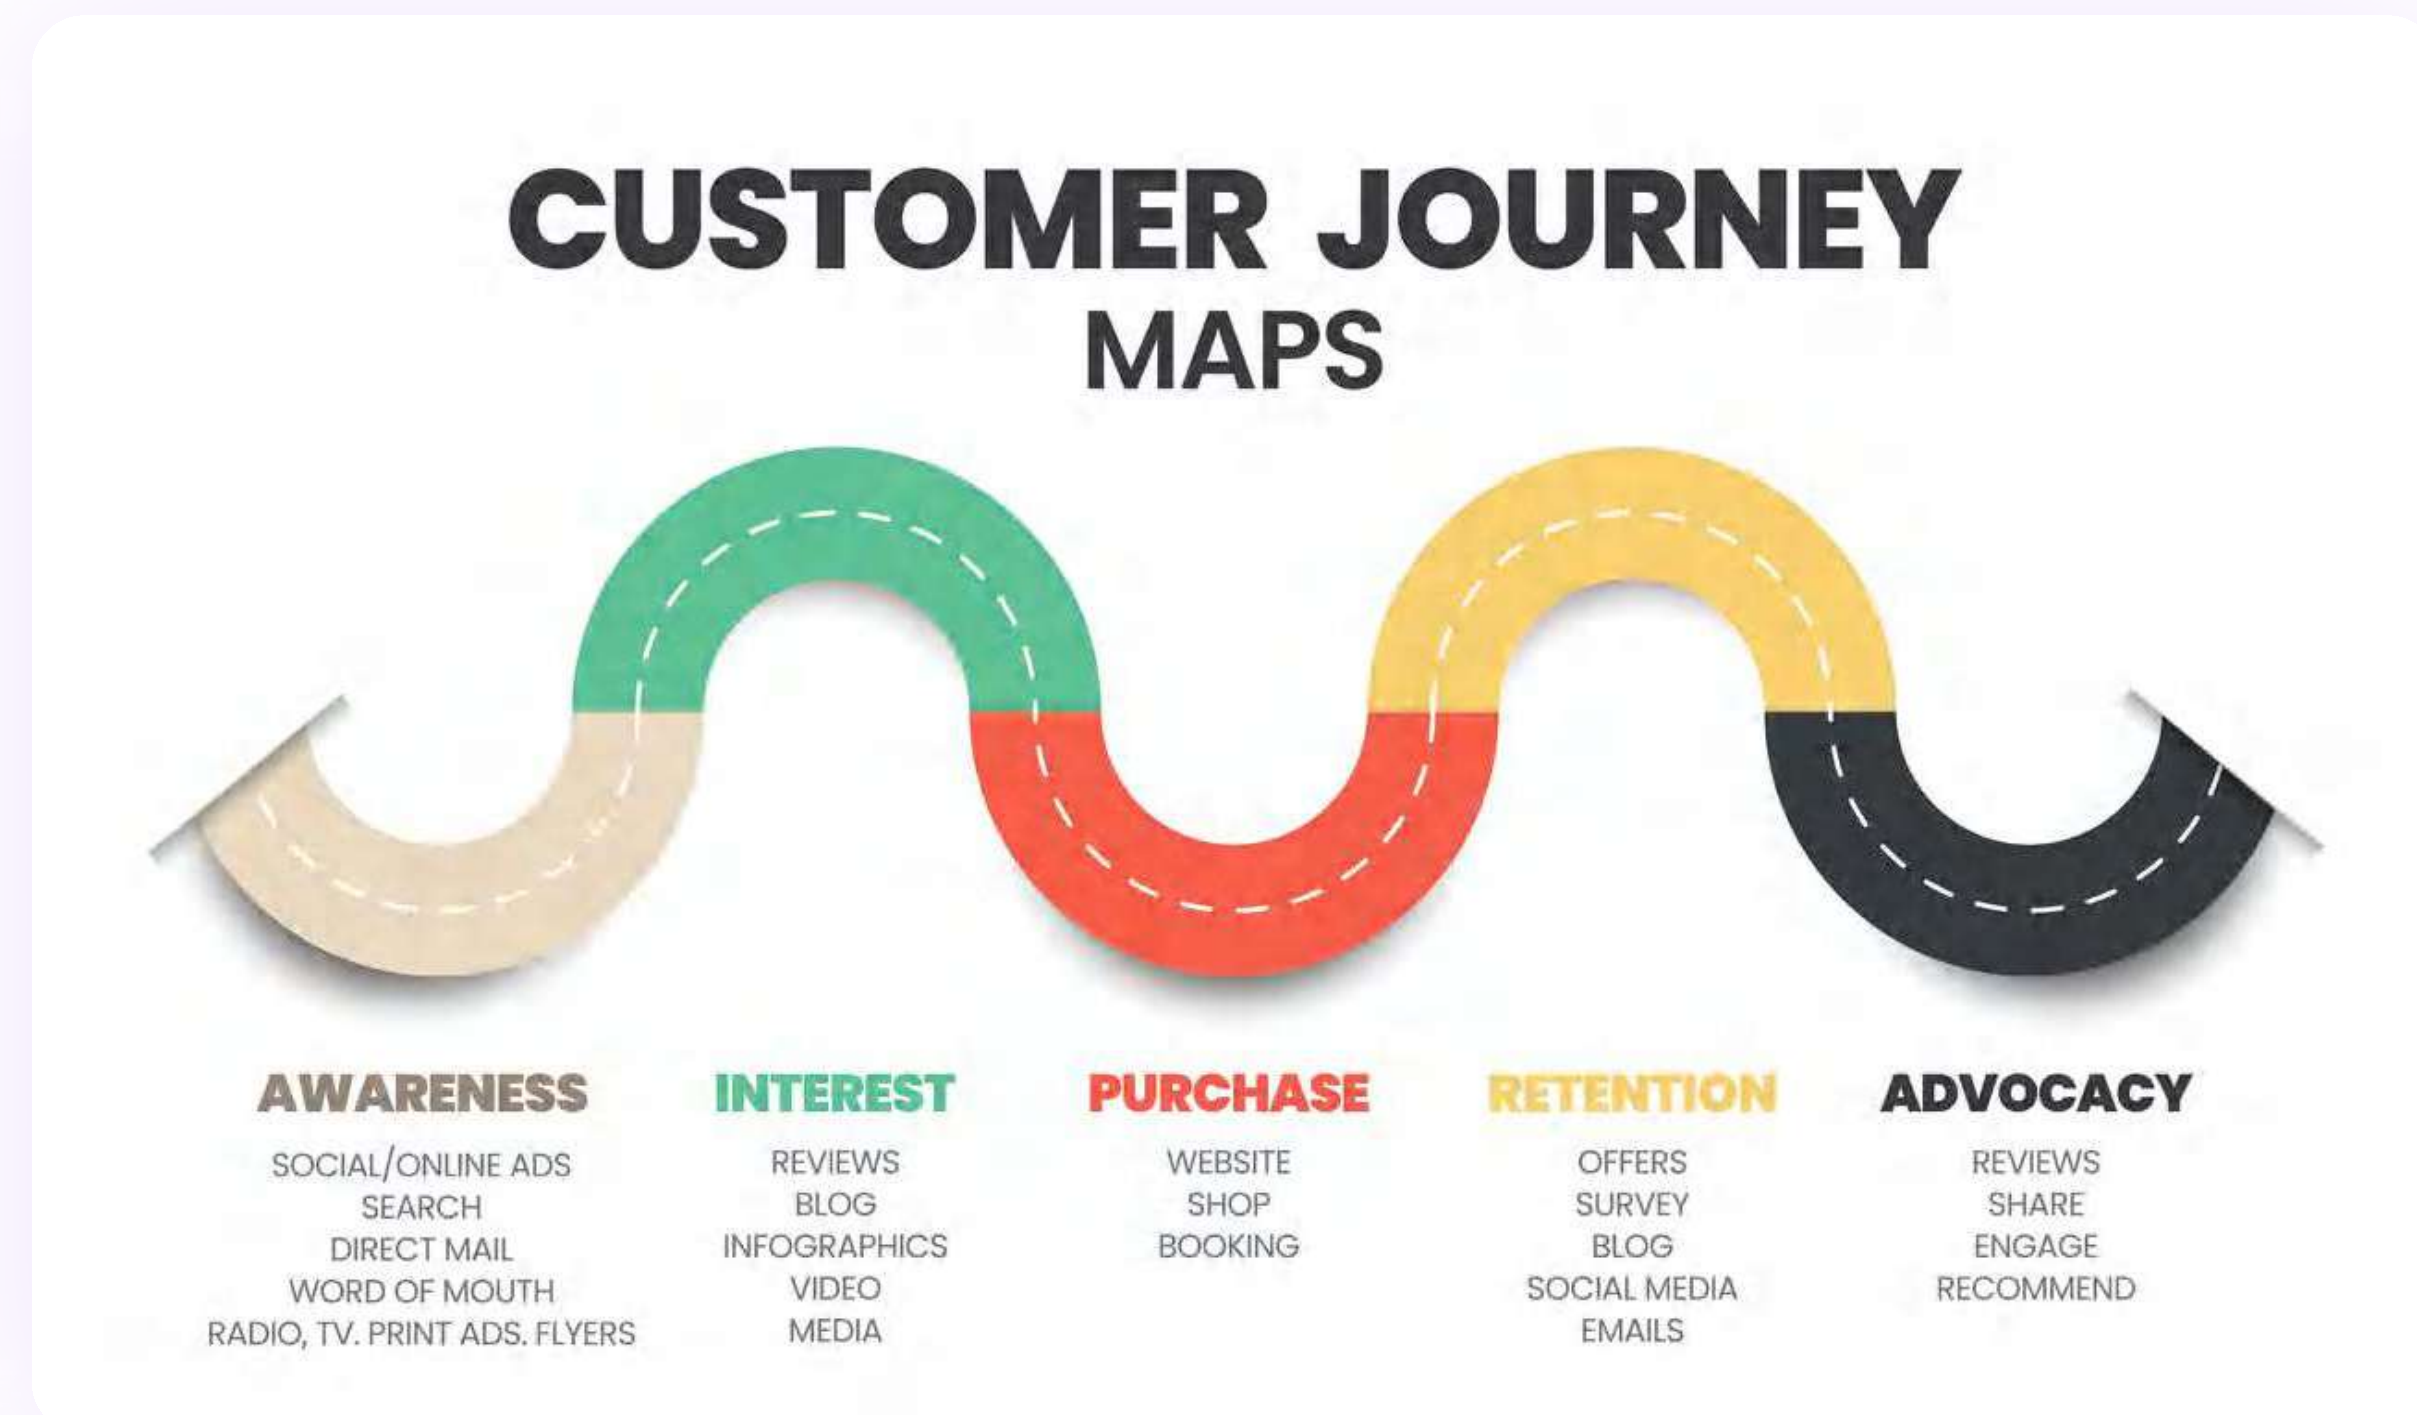 CUSTOMER JOURNEY
MAPS
AWARENESS
SOCIAL/ONLINE ADS
SEARCH
DIRECT MAIL
WORD OF MOUTH
RADIO, TV. PRINT ADS. FLYERS
INTEREST
REVIEWS
BLOG
INFOGRAPHICS
VIDEO
MEDIA
PURCHASE
WEBSITE
SHOP
BOOKING
RETENTION
OFFERS
SURVEY
BLOG
SOCIAL MEDIA
EMAILS
ADVOCACY
REVIEWS
SHARE
ENGAGE
RECOMMEND